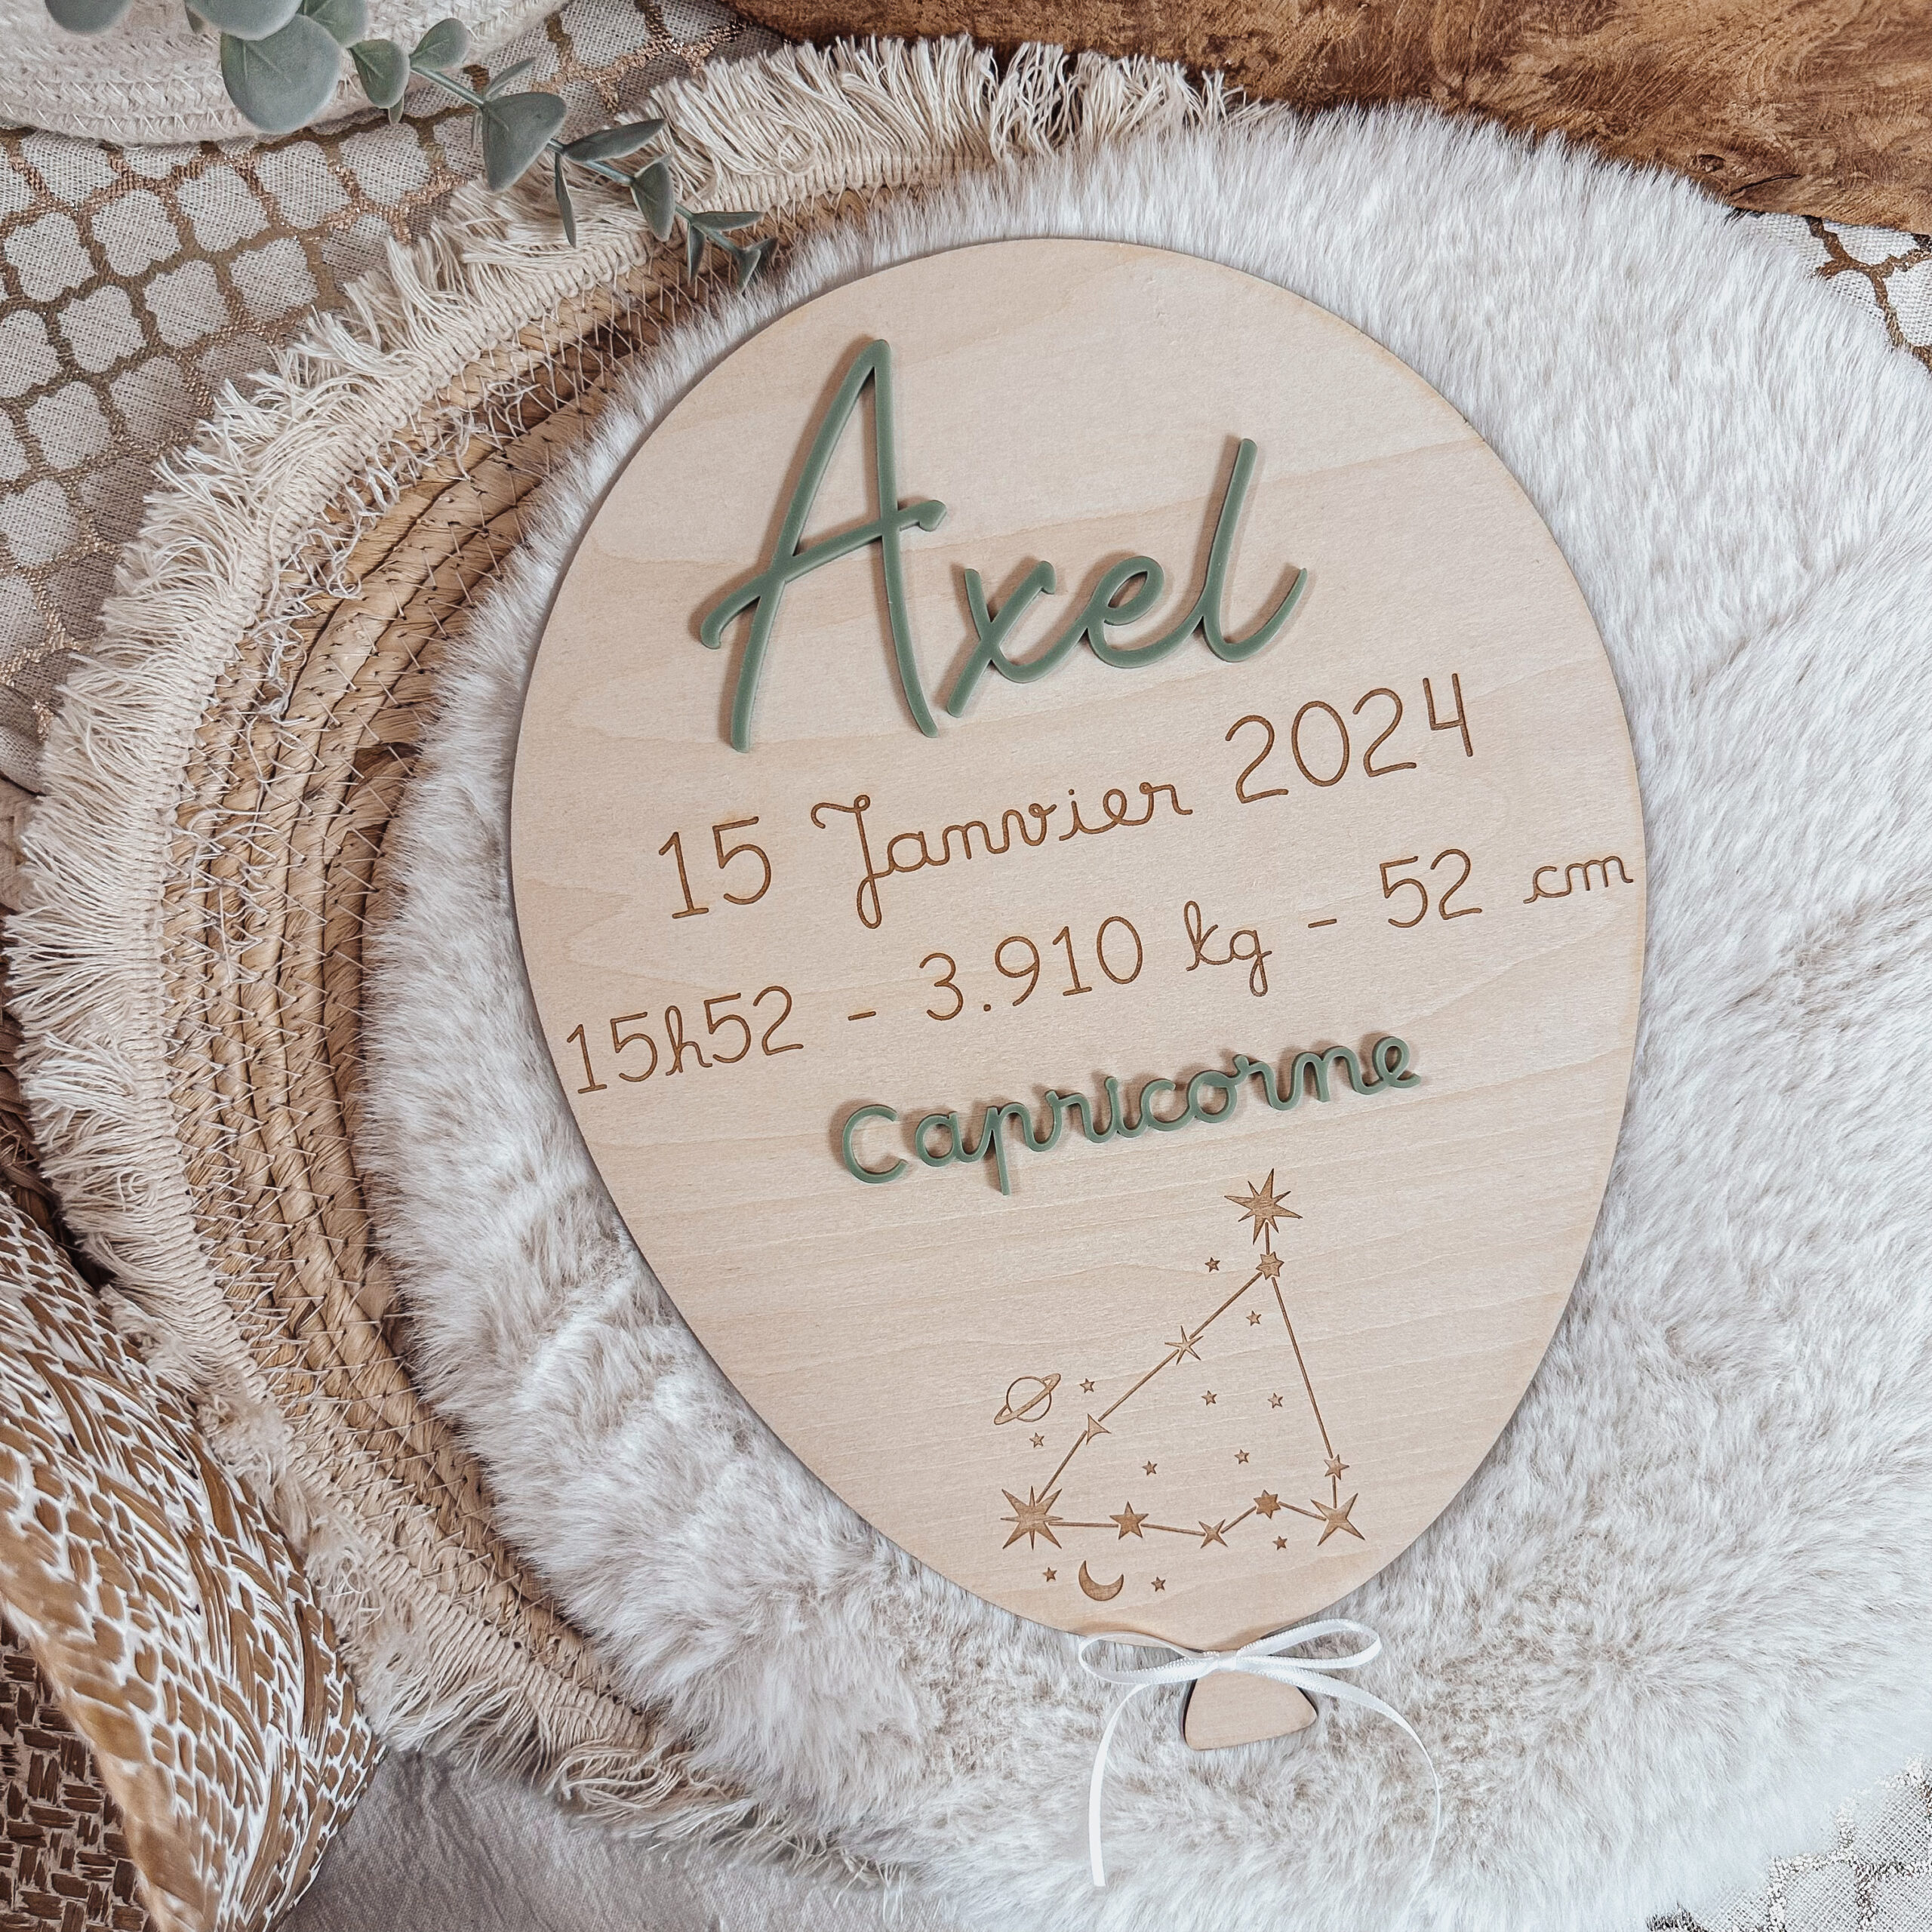 Axel
15 Janvier 2024
15h52 - 3.910 kg - 52 cm
Capricorne